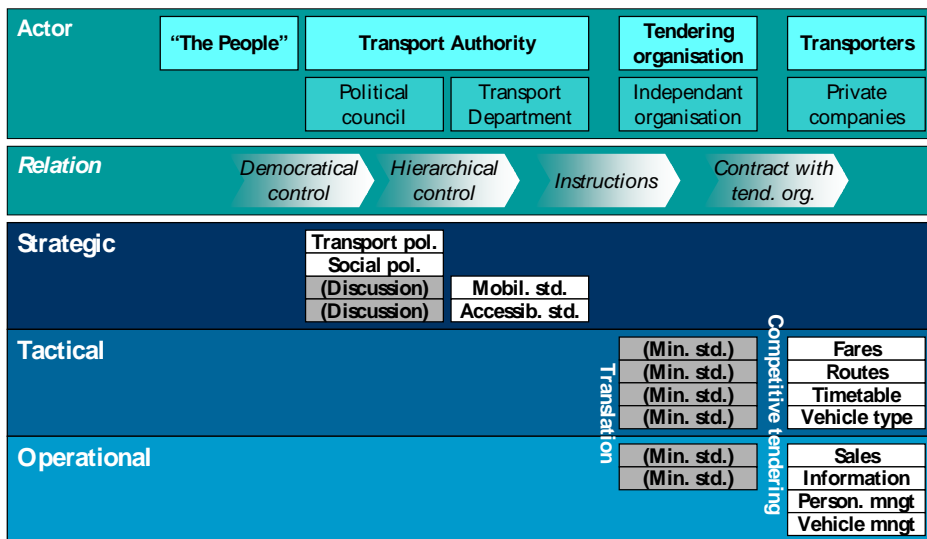 Actor
“The People”
Transport Authority
Tendering
organisation
Transporters
Political
council
Transport
Department
Independant
organisation
Private
companies
Relation
Democratical
control
Hierarchical
control
Instructions
Contract with
tend. org.
Strategic
Transport pol.
Social pol.
(Discussion)
Mobil. std.
(Discussion)
Accessib. std.
Tactical
Translation
Competitive tendering
(Min. std.)
Fares
(Min. std.)
Routes
(Min. std.)
Timetable
(Min. std.)
Vehicle type
Operational
(Min. std.)
Sales
(Min. std.)
Information
Person. mngt
Vehicle mngt